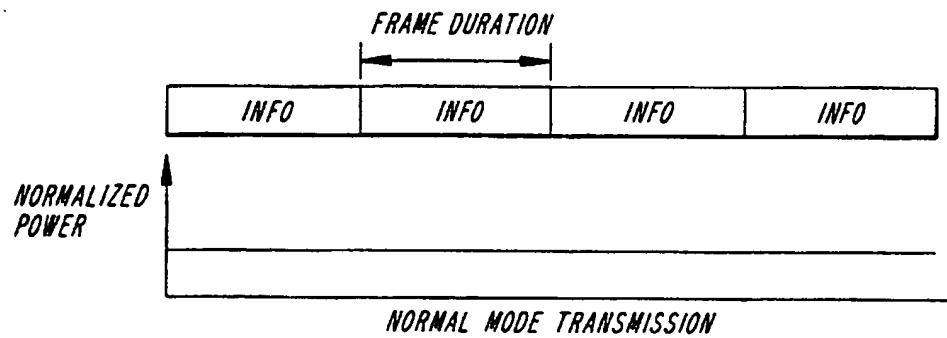 FRAME DURATION
INFO INFO INFO INFO
NORMALIZED
POWER
NORMAL MODE TRANSMISSION